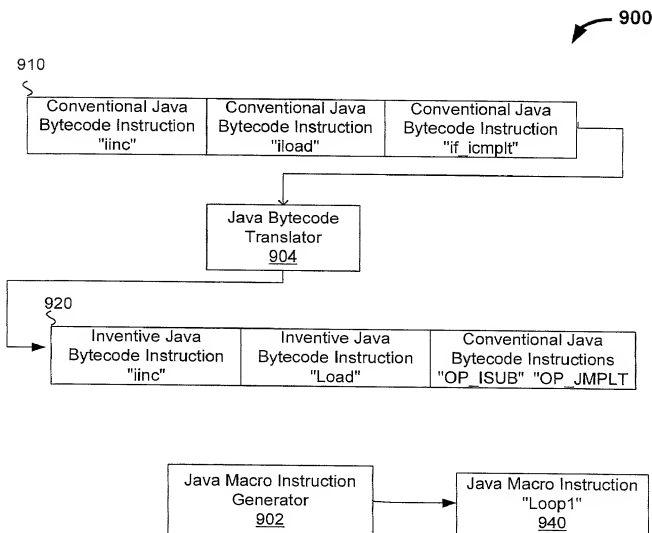 900
910
Conventional Java Bytecode Instruction "iinc"
Conventional Java Bytecode Instruction "iload"
Conventional Java Bytecode Instruction "if_icmplt"
Java Bytecode
Translator
904
920
Inventive Java Bytecode Instruction "iinc"
Inventive Java Bytecode Instruction "Load"
Conventional Java Bytecode Instructions "OP_ISUB" "OP_JMPLT
Java Macro Instruction
Generator
902
Java Macro Instruction
"Loop1"
940